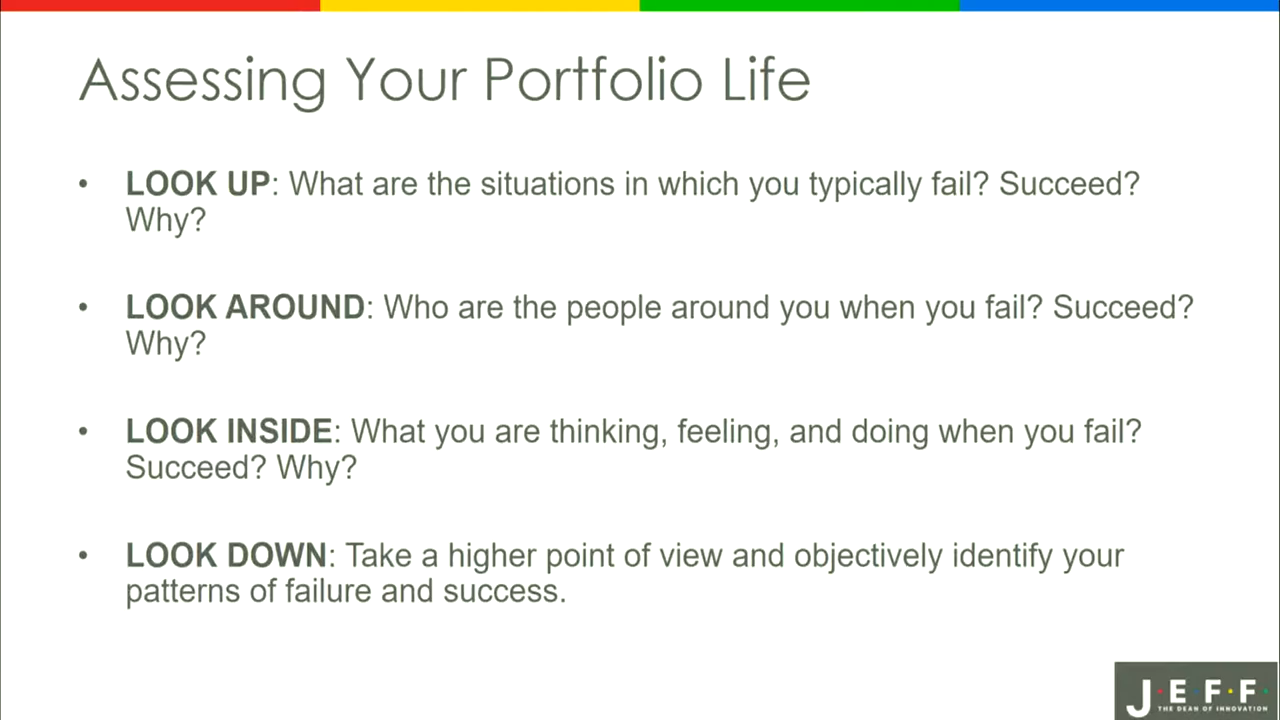 Assessing Your Portfolio Life
• LOOK UP: What are the situations in which you typically fail? Succeed?
Why?
• LOOK AROUND: Who are the people around you when you fail? Succeed?
Why?
• LOOK INSIDE: What you are thinking, feeling, and doing when you fail?
Succeed? Why?
• LOOK DOWN: Take a higher point of view and objectively identify your
patterns of failure and success.
J·E·F·F·
THE DEAN OF INNOVATION